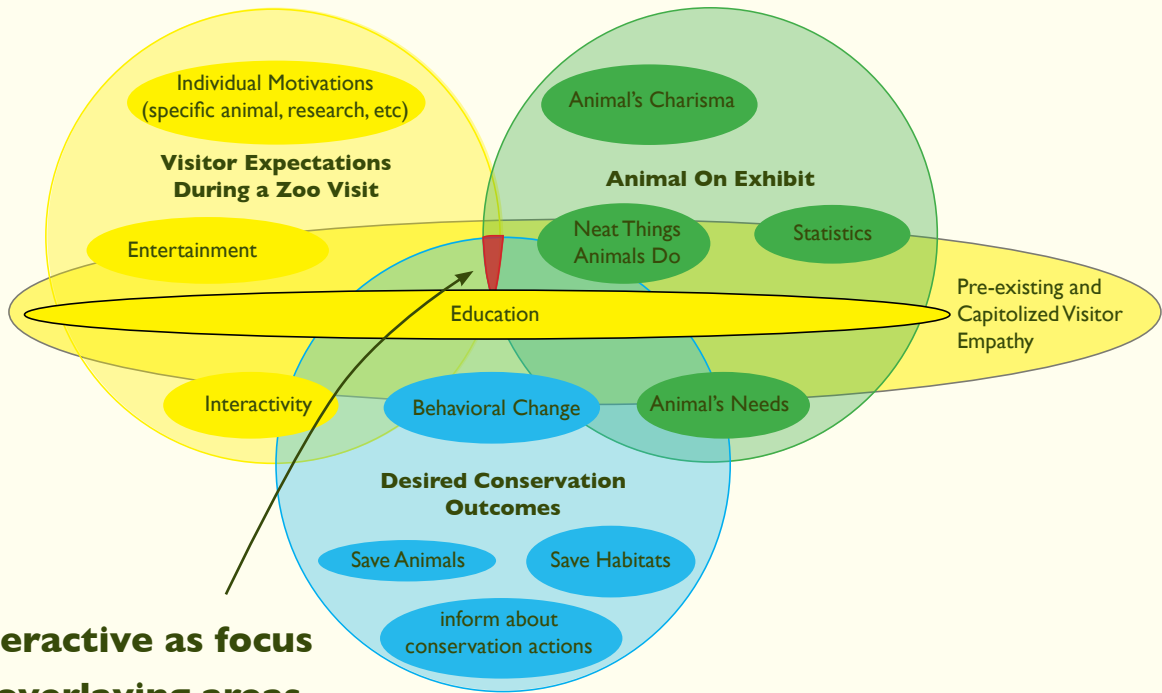 Individual Motivations
(specific animal, research, etc)
Visitor Expectations
During a Zoo Visit
Entertainment
Interactivity
Animal's Charisma
Animal On Exhibit
Neat Things
Animals Do
Statistics
Education
Pre-existing and
Capitolized Visitor
Empathy
Behavioral Change
Animal's Needs
Desired Conservation
Outcomes
Save Animals
Save Habitats
inform about
conservation actions
as focus
overlaying areas